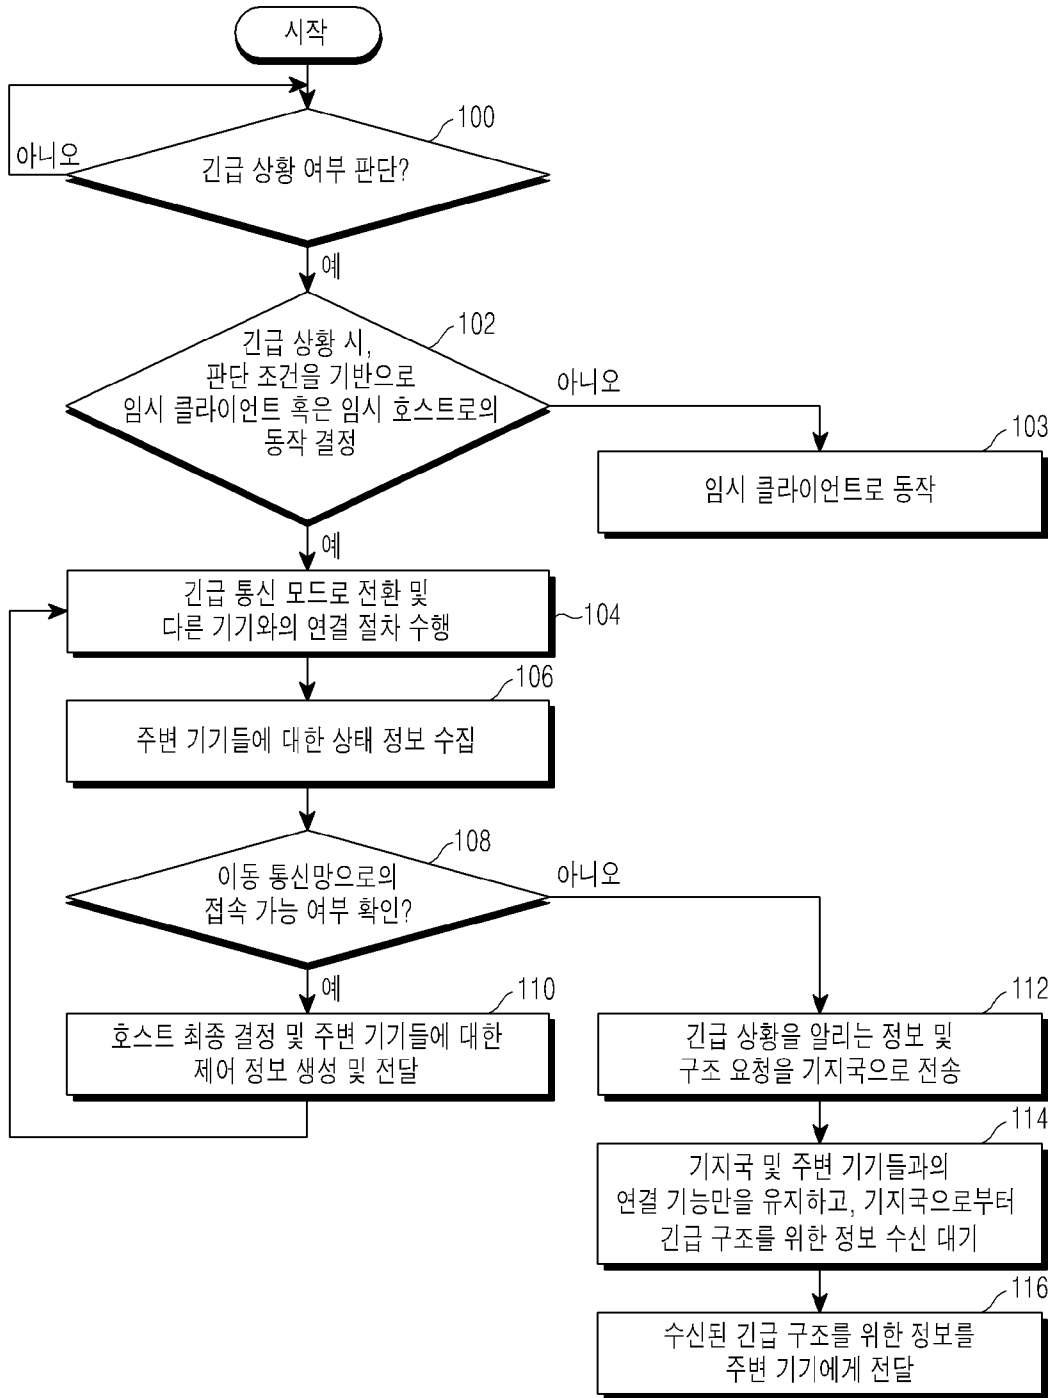 시작
100
아니오
긴급 상황 여부 판단?
예
102
긴급 상황 시,
판단 조건을 기반으로
임시 클라이언트 혹은 임시 호스트로의
동작 결정
아니오
103
임시 클라이언트로 동작
예
긴급 통신 모드로 전환 및
다른 기기와의 연결 절차 수행
104
106
주변 기기들에 대한 상태 정보 수집
108
이동 통신망으로의
접속 가능 여부 확인?
아니오
예
110
호스트 최종 결정 및 주변 기기들에 대한
제어 정보 생성 및 전달
112
긴급 상황을 알리는 정보 및
구조 요청을 기지국으로 전송
114
기지국 및 주변 기기들과의
연결 기능만을 유지하고, 기지국으로부터
긴급 구조를 위한 정보 수신 대기
116
수신된 긴급 구조를 위한 정보를
주변 기기에게 전달